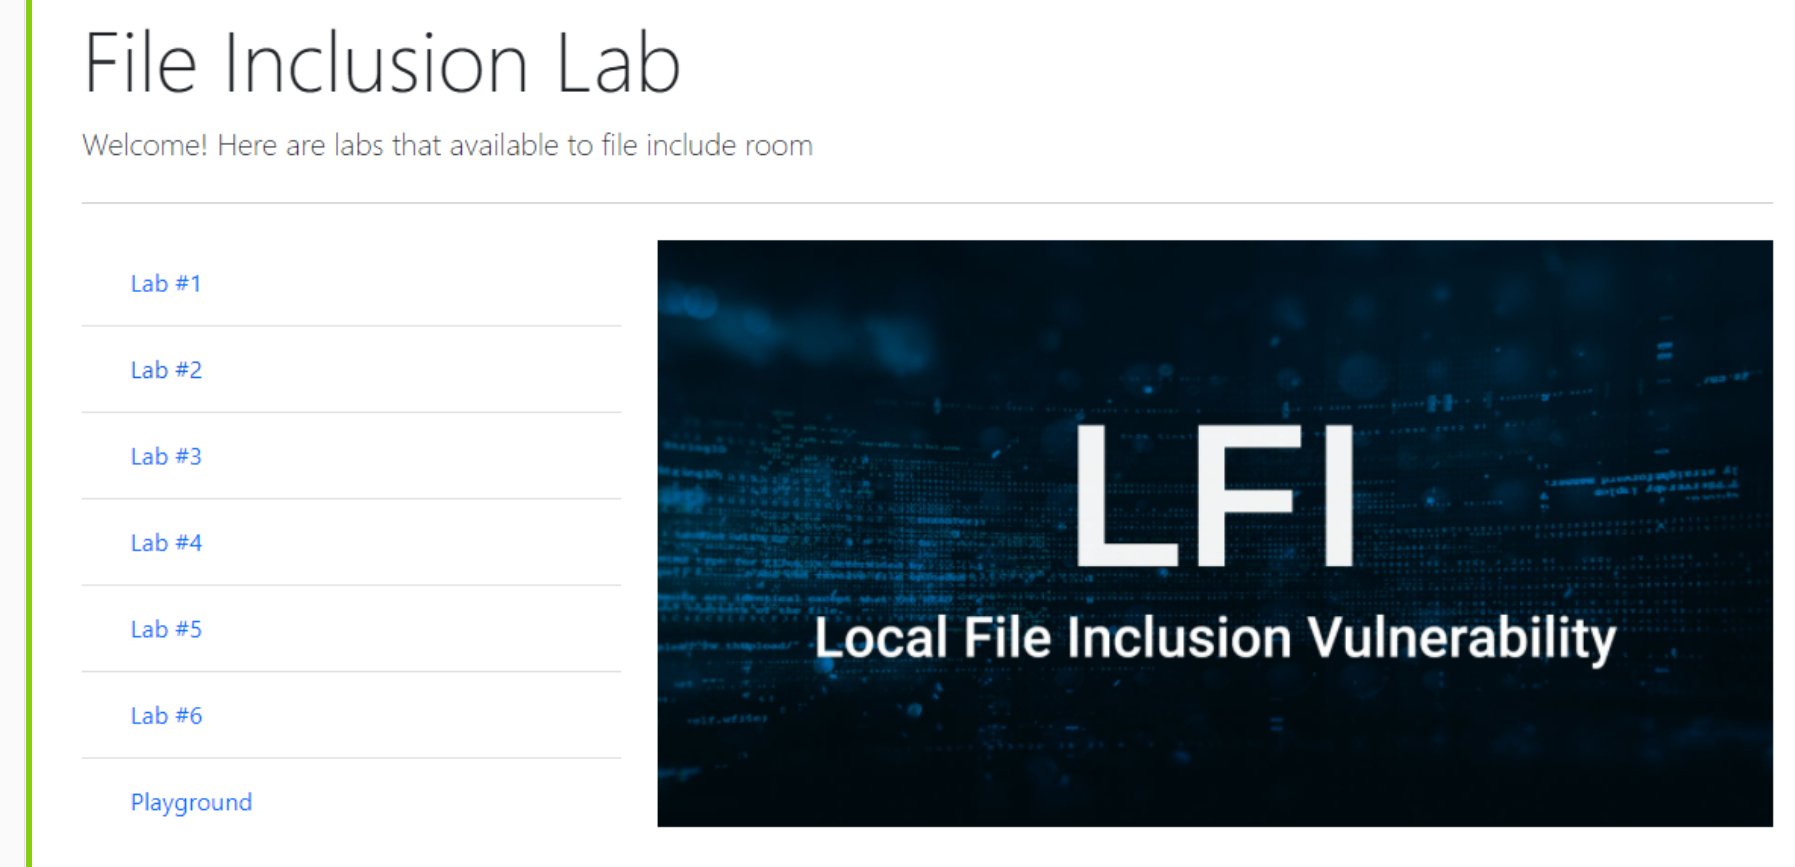 File Inclusion Lab
Welcome! Here are labs that available to file include room
Lab #1
Lab #2
Lab #3
Lab #4
Lab #5
Lab #6
Playground
LFI
Local File Inclusion Vulnerability